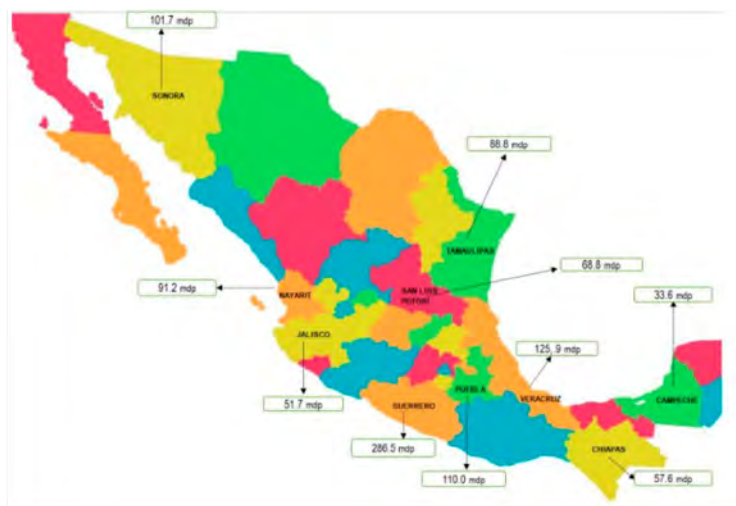 101.7 mdp
SONORA
88.8 mdp
TAMAULIPAS
68.8 mdp
SAN LUIS
POTOSÍ
91.2 mdp
NAYARIT
33.6 mdp
JALISCO
125,.9 mdp
PUEBLA
VERACRUZ
CAMPECHE
51.7 mdp
GUERRERO
286.5 mdp
CHIAPAS
110.0 mdp
57.6 mdp